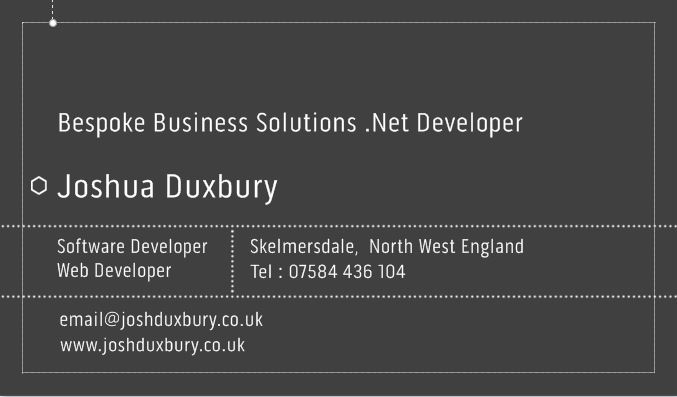 Bespoke Business Solutions .Net Developer
Joshua Duxbury
Software Developer
Web Developer
Skelmersdale, North West England
Tel : 07584 436 104
email@joshduxbury.co.uk
www.joshduxbury.co.uk